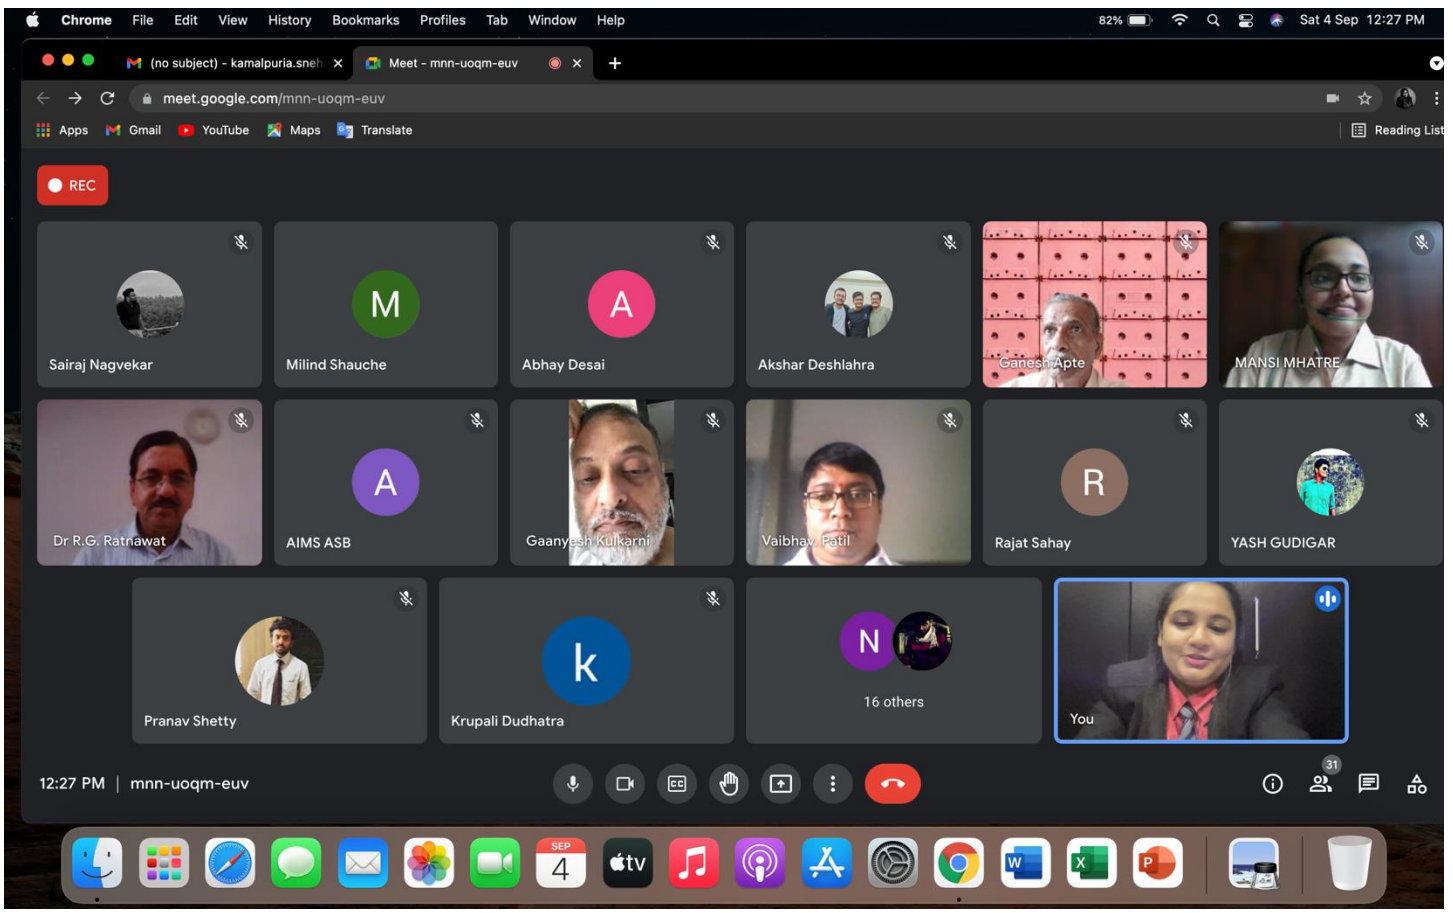 Chrome File Edit View History Bookmarks Profiles Tab Window Help 82% Sat 4 Sep 12:27 PM
(no subject) - kamalpuria.sneh Meet - mnn-uoqm-euv
meet.google.com/mnn-uoqm-euv
Apps Gmail YouTube Maps Translate Reading List
REC
M A
Sairaj Nagvekar Milind Shauche Abhay Desai Akshar Deshlahra Ganesh Apte MANSI MHATRE
A R
Dr R.G. Ratnawat AIMS ASB Gaanyesh Kulkarni Vaibhav. Patil Rajat Sahay YASH GUDIGAR
k N
16 others
Pranav Shetty Krupali Dudhatra You
31
12:27 PM | mnn-uoqm-euv CC
SEP
4 tv W X P